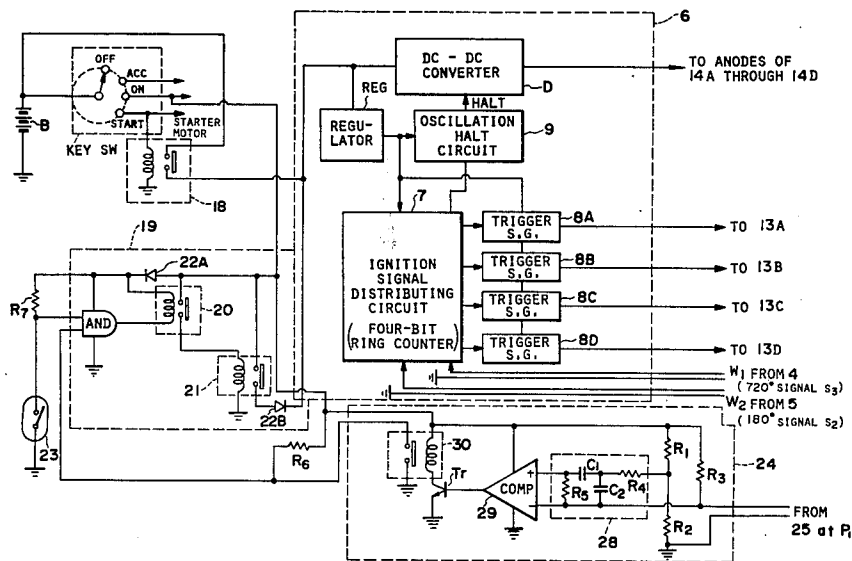 6
OFF
ACC
ON
START
STARTER
MOTOR
KEY SW
B
18
DC - DC
CONVERTER
D
TO ANODES OF
14A THROUGH 14D
REG
HALT
REGU-
LATOR
OSCILLATION
HALT
CIRCUIT
9
7
IGNITION
SIGNAL
DISTRIBUTING
CIRCUIT
(FOUR-BIT
RING COUNTER)
TRIGGER
S.G.
8A
TO 13A
TRIGGER
S.G.
8B
TO 13B
TRIGGER
S.G.
8C
TO 13C
TRIGGER
S.G.
8D
TO 13D
W1 FROM 4
(720° SIGNAL S3)
W2 FROM 5
(180° SIGNAL S2)
19
22A
R7
AND
20
21
22B
23
R6
30
Tr
COMP
+
−
29
C1
R5
C2
R4
28
R1
R2
R3
24
FROM
25 at P1